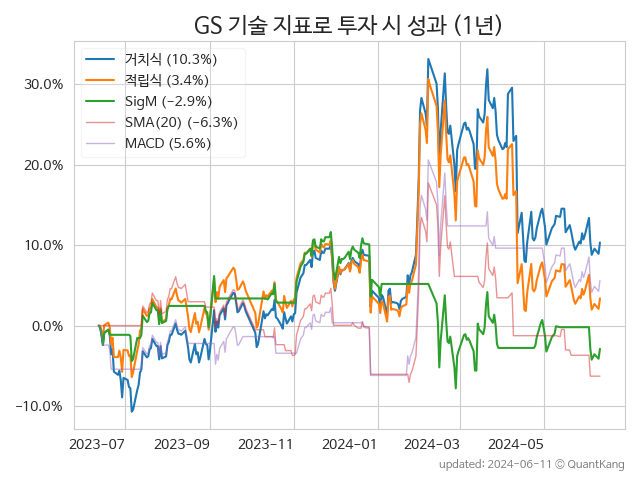 GS 기술 지표로 투자 시 성과 (1년)
거치식 (10.3%)
적립식 (3.4%)
SigM (−2.9%)
SMA(20) (−6.3%)
MACD (5.6%)
30.0%
20.0%
10.0%
0.0%
−10.0%
2023−07 2023−09 2023−11 2024−01 2024−03 2024−05
updated: 2024−06−11 © QuantKang